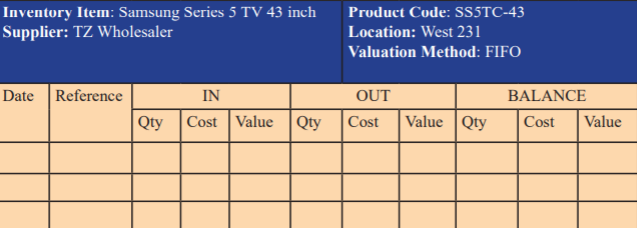 Inventory Item: Samsung Series 5 TV 43 inch
Supplier: TZ Wholesaler
Product Code: SS5TC-43
Location: West 231
Valuation Method: FIFO
Date Reference IN OUT BALANCE
Qty Cost Value Qty Cost Value Qty Cost Value